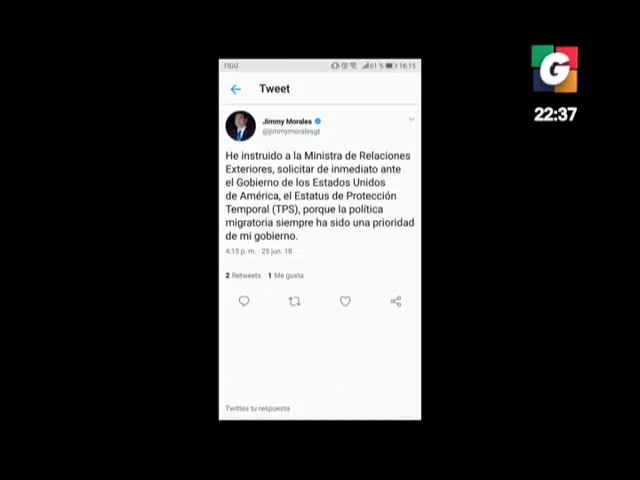 TIGO 61 % 16:15
Tweet
Jimmy Morales
@jimmymoralesgt
He instruido a la Ministra de Relaciones
Exteriores, solicitar de inmediato ante
el Gobierno de los Estados Unidos
de América, el Estatus de Protección
Temporal (TPS), porque la política
migratoria siempre ha sido una prioridad
de mi gobierno.
4:15 p. m. · 25 jun. 18
2 Retweets 1 Me gusta
Twittea tu respuesta
G
22:37